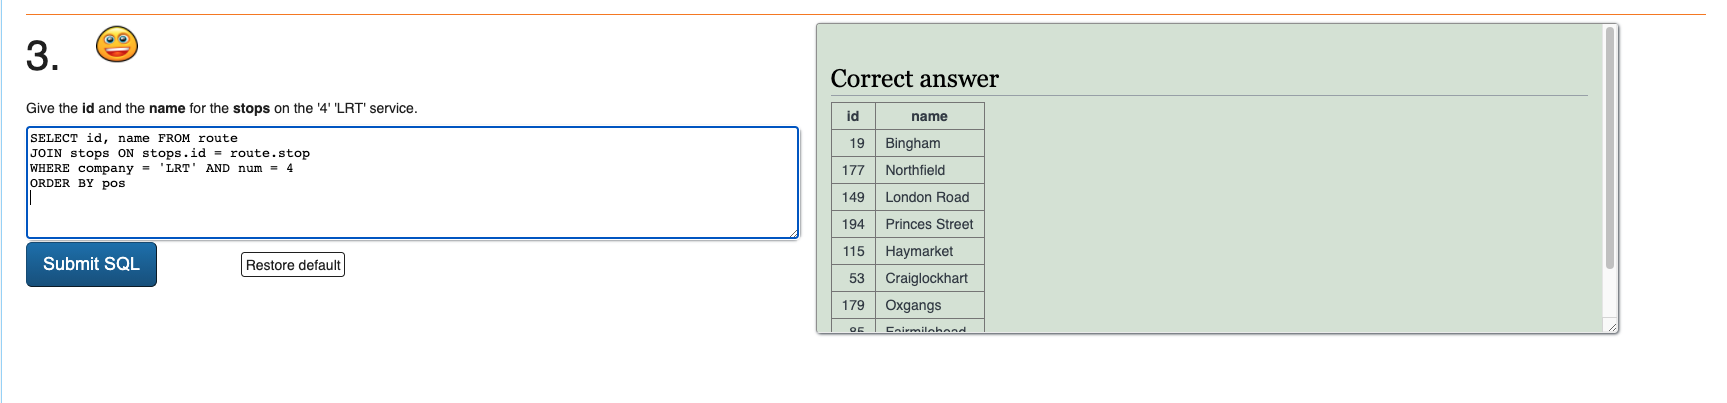 3.
Give the id and the name for the stops on the '4' 'LRT' service.
SELECT id, name FROM route
JOIN stops ON stops.id = route.stop
WHERE company = 'LRT' AND num = 4
ORDER BY pos
Submit SQL
Restore default
Correct answer
id name
19 Bingham
177 Northfield
149 London Road
194 Princes Street
115 Haymarket
53 Craiglockhart
179 Oxgangs
85 Fairmilehead